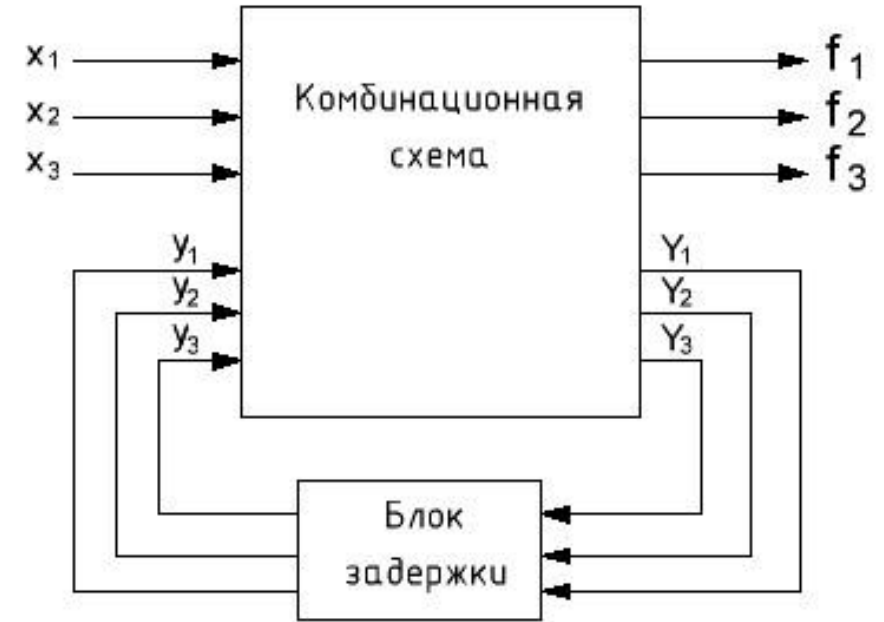 x₁
x₂
x₃
Комбинационная
схема
f₁
f₂
f₃
y₁
y₂
y₃
Y₁
Y₂
Y₃
Блок
задержки